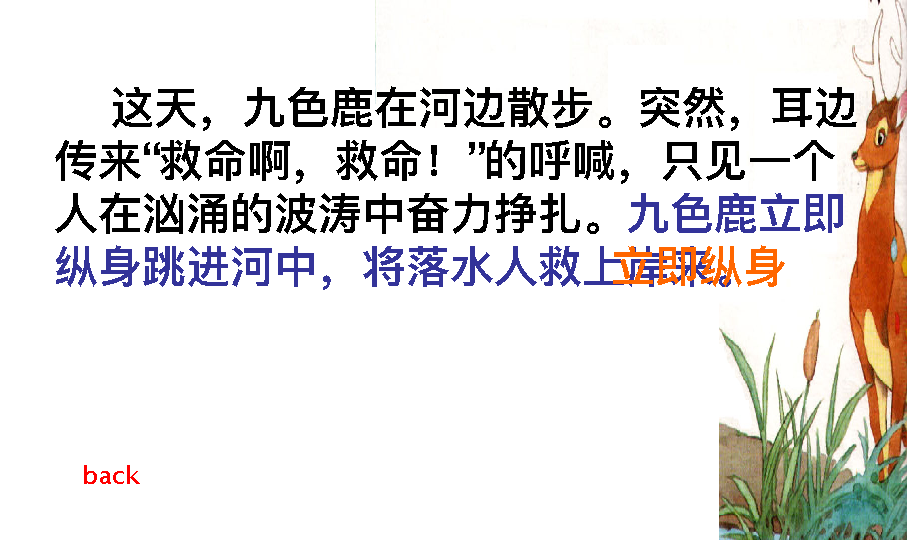 这天，九色鹿在河边散步。突然，耳边
传来“救命啊，救命！”的呼喊，只见一个
人在汹涌的波涛中奋力挣扎。九色鹿立即
纵身跳进河中，将落水人救上岸来。
立即纵身
back